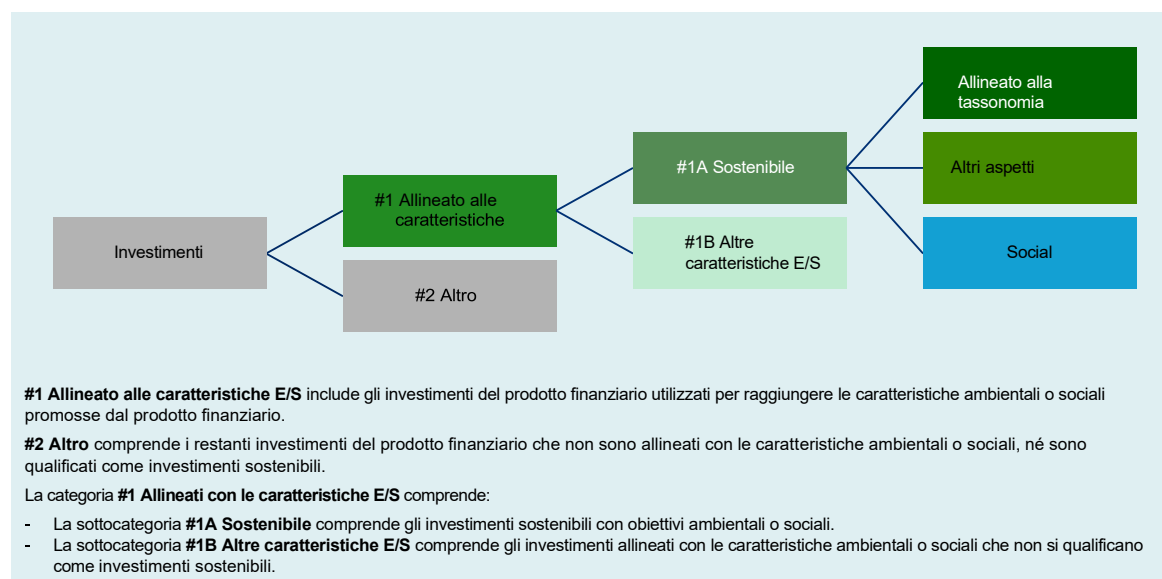 Allineato alla
tassonomia
#1A Sostenibile
Altri aspetti
#1 Allineato alle
caratteristiche
Investimenti
#1B Altre
caratteristiche E/S
Social
#2 Altro
#1 Allineato alle caratteristiche E/S include gli investimenti del prodotto finanziario utilizzati per raggiungere le caratteristiche ambientali o sociali
promosse dal prodotto finanziario.
#2 Altro comprende i restanti investimenti del prodotto finanziario che non sono allineati con le caratteristiche ambientali o sociali, né sono
qualificati come investimenti sostenibili.
La categoria #1 Allineati con le caratteristiche E/S comprende:
- La sottocategoria #1A Sostenibile comprende gli investimenti sostenibili con obiettivi ambientali o sociali.
- La sottocategoria #1B Altre caratteristiche E/S comprende gli investimenti allineati con le caratteristiche ambientali o sociali che non si qualificano
come investimenti sostenibili.